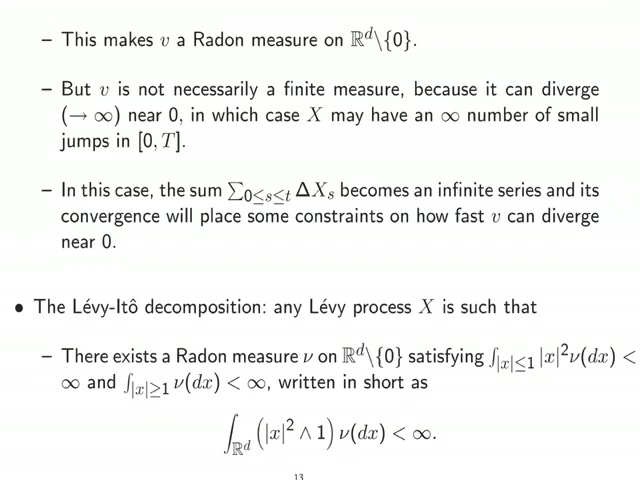 – This makes v a Radon measure on ℝᵈ\{0}.
– But v is not necessarily a finite measure, because it can diverge
(→ ∞) near 0, in which case X may have an ∞ number of small
jumps in [0, T].
– In this case, the sum ∑_{0≤s≤t} ΔX_s becomes an infinite series and its
convergence will place some constraints on how fast v can diverge
near 0.
• The Lévy-Itô decomposition: any Lévy process X is such that
– There exists a Radon measure ν on ℝᵈ\{0} satisfying ∫_{|x|≤1} |x|²ν(dx) <
∞ and ∫_{|x|≥1} ν(dx) < ∞, written in short as
∫_{ℝᵈ} (|x|² ∧ 1) ν(dx) < ∞.
13